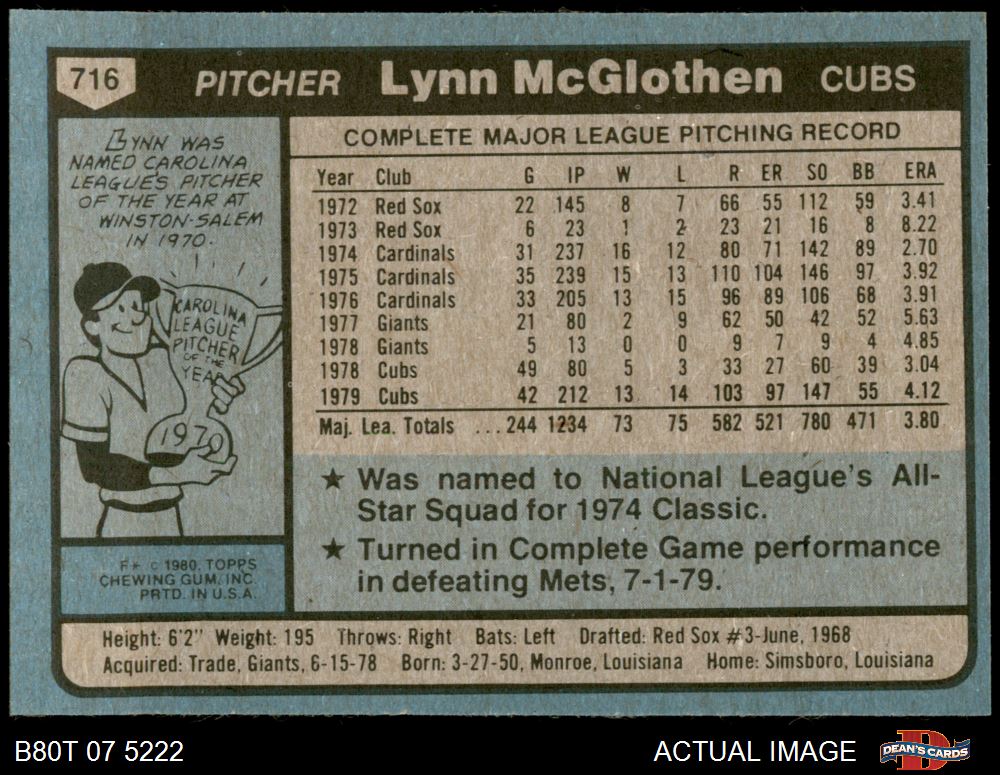 716 PITCHER Lynn McGlothen CUBS
LYNN WAS
NAMED CAROLINA
LEAGUE'S PITCHER
OF THE YEAR AT
WINSTON-SALEM
IN 1970.
CAROLINA
LEAGUE
PITCHER
OF THE
YEAR
1970
F* © 1980, TOPPS
CHEWING GUM, INC.
PRTD. IN U.S.A.
COMPLETE MAJOR LEAGUE PITCHING RECORD
Year Club G IP W L R ER SO BB ERA
1972 Red Sox 22 145 8 7 66 55 112 59 3.41
1973 Red Sox 6 23 1 2 23 21 16 8 8.22
1974 Cardinals 31 237 16 12 80 71 142 89 2.70
1975 Cardinals 35 239 15 13 110 104 146 97 3.92
1976 Cardinals 33 205 13 15 96 89 106 68 3.91
1977 Giants 21 80 2 9 62 50 42 52 5.63
1978 Giants 5 13 0 0 9 7 9 4 4.85
1978 Cubs 49 80 5 3 33 27 60 39 3.04
1979 Cubs 42 212 13 14 103 97 147 55 4.12
Maj. Lea. Totals ...244 1234 73 75 582 521 780 471 3.80
★ Was named to National League's All-
Star Squad for 1974 Classic.
★ Turned in Complete Game performance
in defeating Mets, 7-1-79.
Height: 6'2" Weight: 195 Throws: Right Bats: Left Drafted: Red Sox #3-June, 1968
Acquired: Trade, Giants, 6-15-78 Born: 3-27-50, Monroe, Louisiana Home: Simsboro, Louisiana
B80T 07 5222 ACTUAL IMAGE DEAN'S CARDS